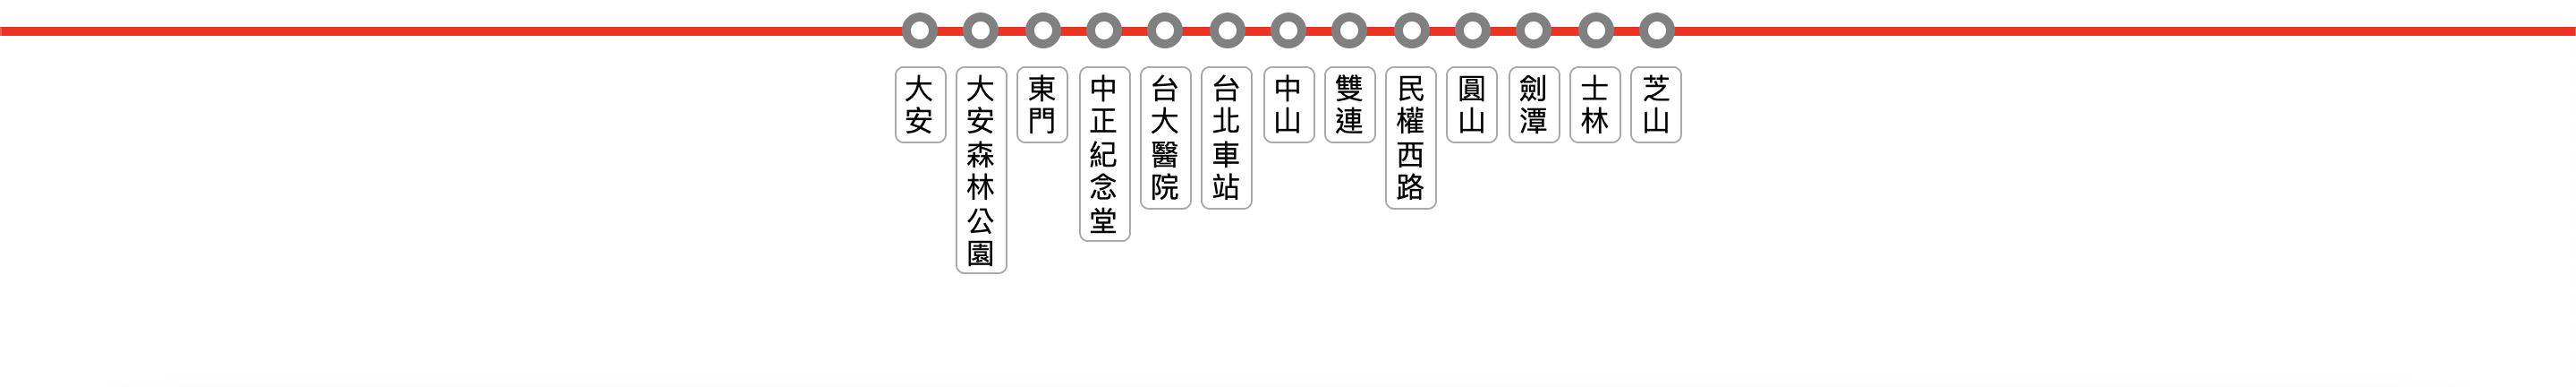 大安
大安森林公園
東門
中正紀念堂
台大醫院
台北車站
中山
雙連
民權西路
圓山
劍潭
士林
芝山